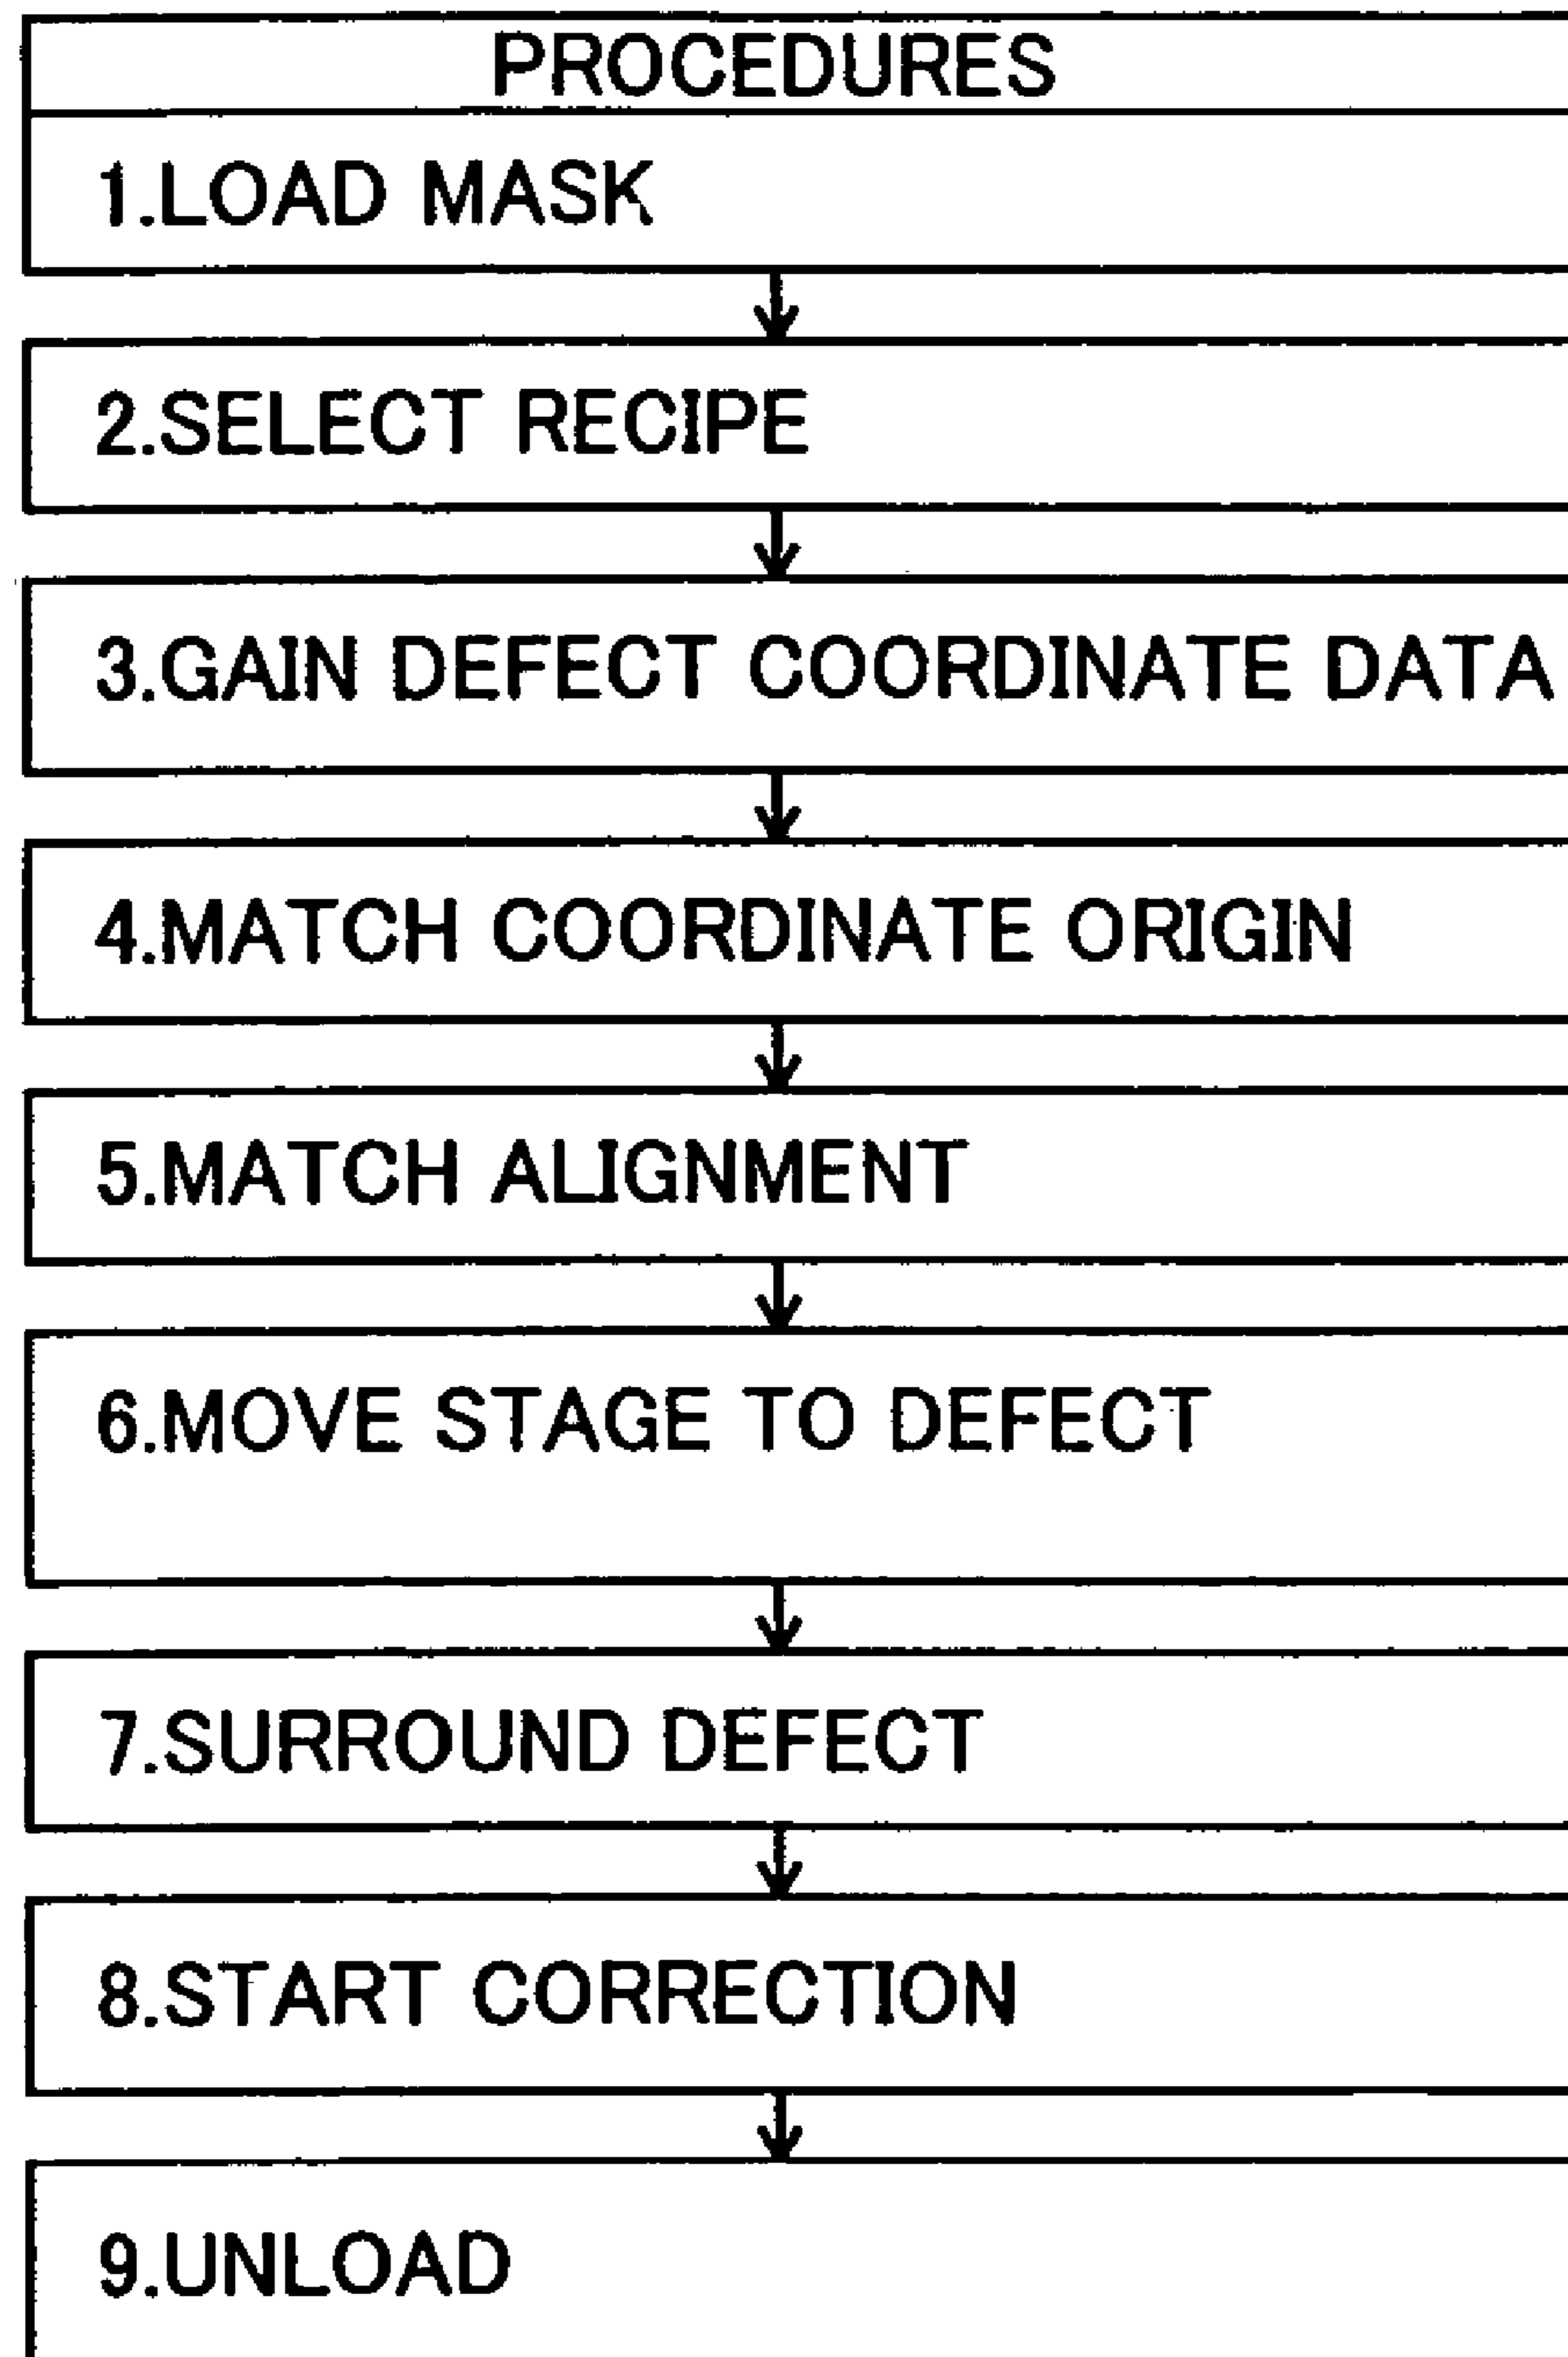 PROCEDURES
1.LOAD MASK
2.SELECT RECIPE
3.GAIN DEFECT COORDINATE DATA
4.MATCH COORDINATE ORIGIN
5.MATCH ALIGNMENT
6.MOVE STAGE TO DEFECT
7.SURROUND DEFECT
8.START CORRECTION
9.UNLOAD